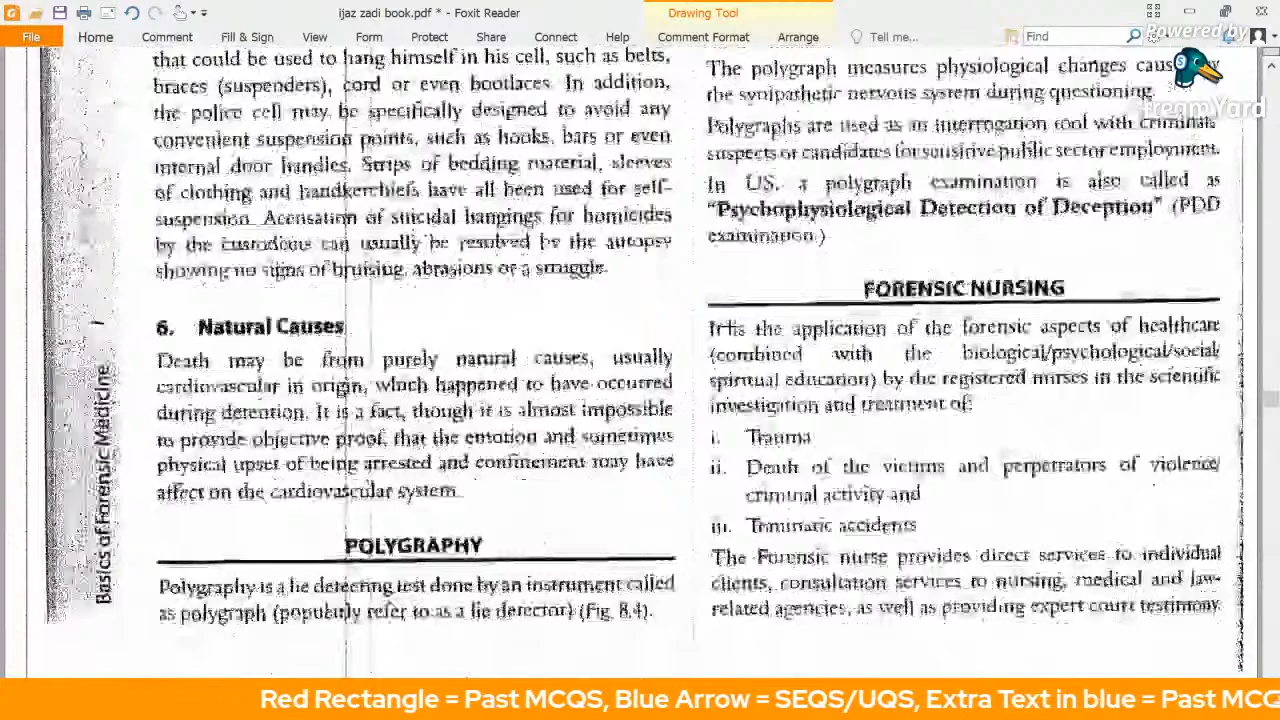 ijaz zadi book.pdf * - Foxit Reader
Drawing Tool
File Home Comment Fill & Sign View Form Protect Share Connect Help Comment Format Arrange Tell me... Find
Powered by
StreamYard
that could be used to hang himself in his cell, such as belts,
braces (suspenders), cord or even bootlaces. In addition,
the police cell may be specifically designed to avoid any
convenient suspension points, such as hooks, bars or even
internal door handles. Strips of bedding material, sleeves
of clothing and handkerchiefs have all been used for self-
suspension. Accusation of suicidal hangings for homicides
by the custodians can usually be resolved by the autopsy
showing no signs of bruising, abrasions or a struggle.
6. Natural Causes
Death may be from purely natural causes, usually
cardiovascular in origin, which happened to have occurred
during detention. It is a fact, though it is almost impossible
to provide objective proof, that the emotion and sometimes
physical upset of being arrested and confinement may have
affect on the cardiovascular system.
POLYGRAPHY
Polygraphy is a lie detecting test done by an instrument called
as polygraph (popularly refer to as a lie detector) (Fig. 8.4).
Basics of Forensic Medicine
The polygraph measures physiological changes caused by
the sympathetic nervous system during questioning.
Polygraphs are used as an interrogation tool with criminal
suspects or candidates for sensitive public sector employment.
In US, a polygraph examination is also called as
"Psychophysiological Detection of Deception" (PDD
examination.)
FORENSIC NURSING
It is the application of the forensic aspects of healthcare
(combined with the biological/psychological/social/
spiritual education) by the registered nurses in the scientific
investigation and treatment of:
i. Trauma
ii. Death of the victims and perpetrators of violence/
criminal activity and
iii. Traumatic accidents
The Forensic nurse provides direct services to individual
clients, consultation services to nursing, medical and law-
related agencies, as well as providing expert court testimony
Red Rectangle = Past MCQS, Blue Arrow = SEQS/UQS, Extra Text in blue = Past MCQ